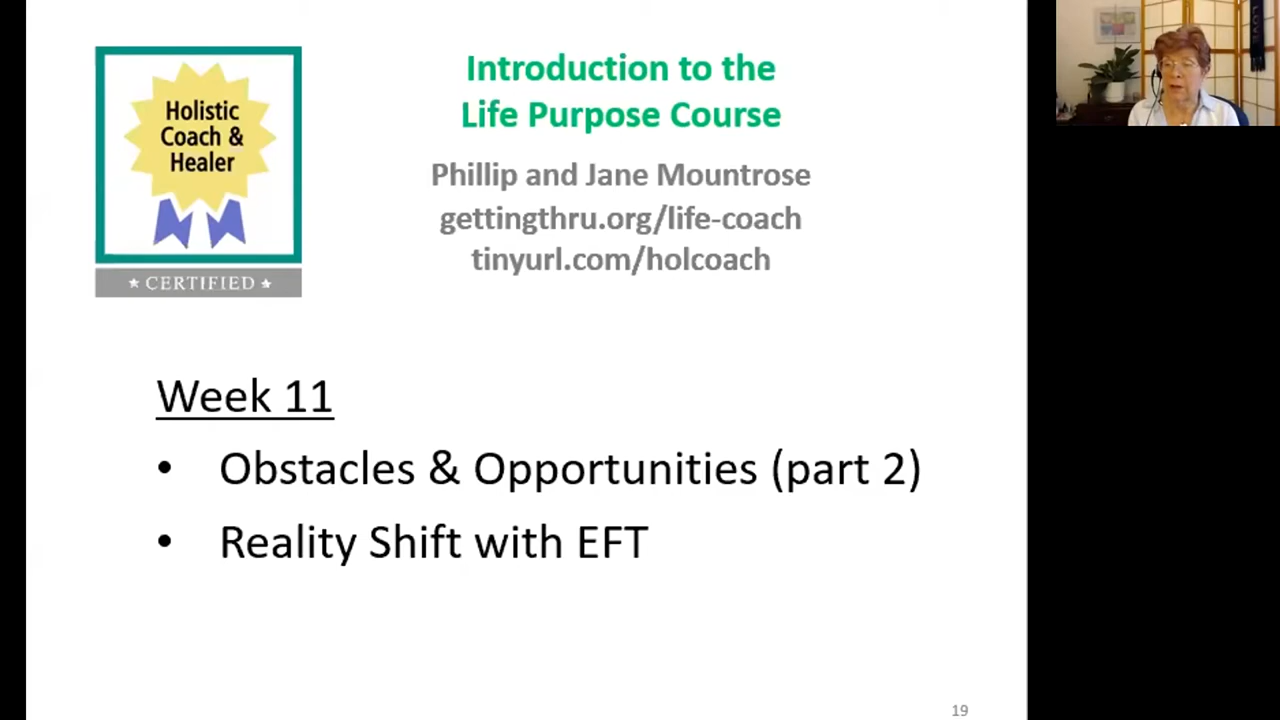 Holistic
Coach &
Healer
★ CERTIFIED ★
Introduction to the
Life Purpose Course
Phillip and Jane Mountrose
gettingthru.org/life-coach
tinyurl.com/holcoach
Week 11
• Obstacles & Opportunities (part 2)
• Reality Shift with EFT
19